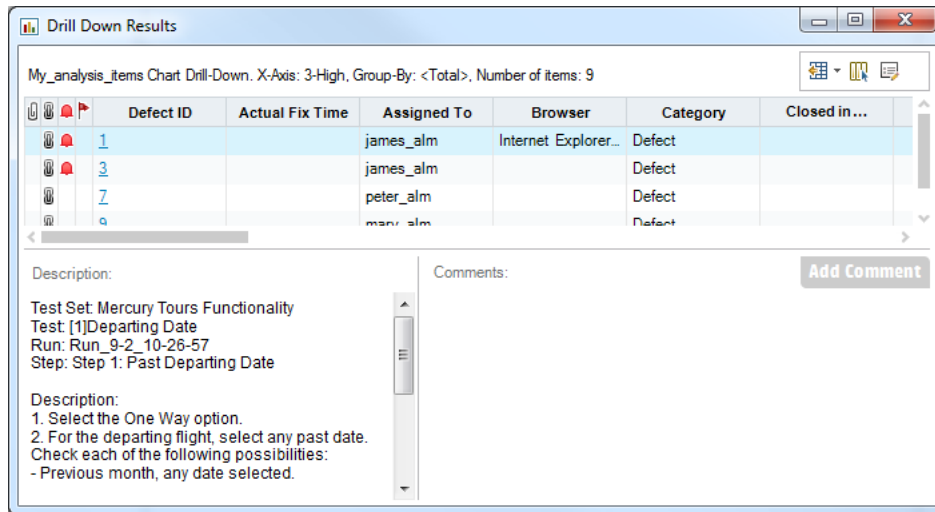 Drill Down Results
My_analysis_items Chart Drill-Down. X-Axis: 3-High, Group-By: <Total>, Number of items: 9
Defect ID Actual Fix Time Assigned To Browser Category Closed in...
1 james_alm Internet Explorer... Defect
3 james_alm Defect
7 peter_alm Defect
9 mary_alm Defect
Description: Comments: Add Comment
Test Set: Mercury Tours Functionality
Test: [1]Departing Date
Run: Run_9-2_10-26-57
Step: Step 1: Past Departing Date
Description:
1. Select the One Way option.
2. For the departing flight, select any past date.
Check each of the following possibilities:
- Previous month, any date selected.